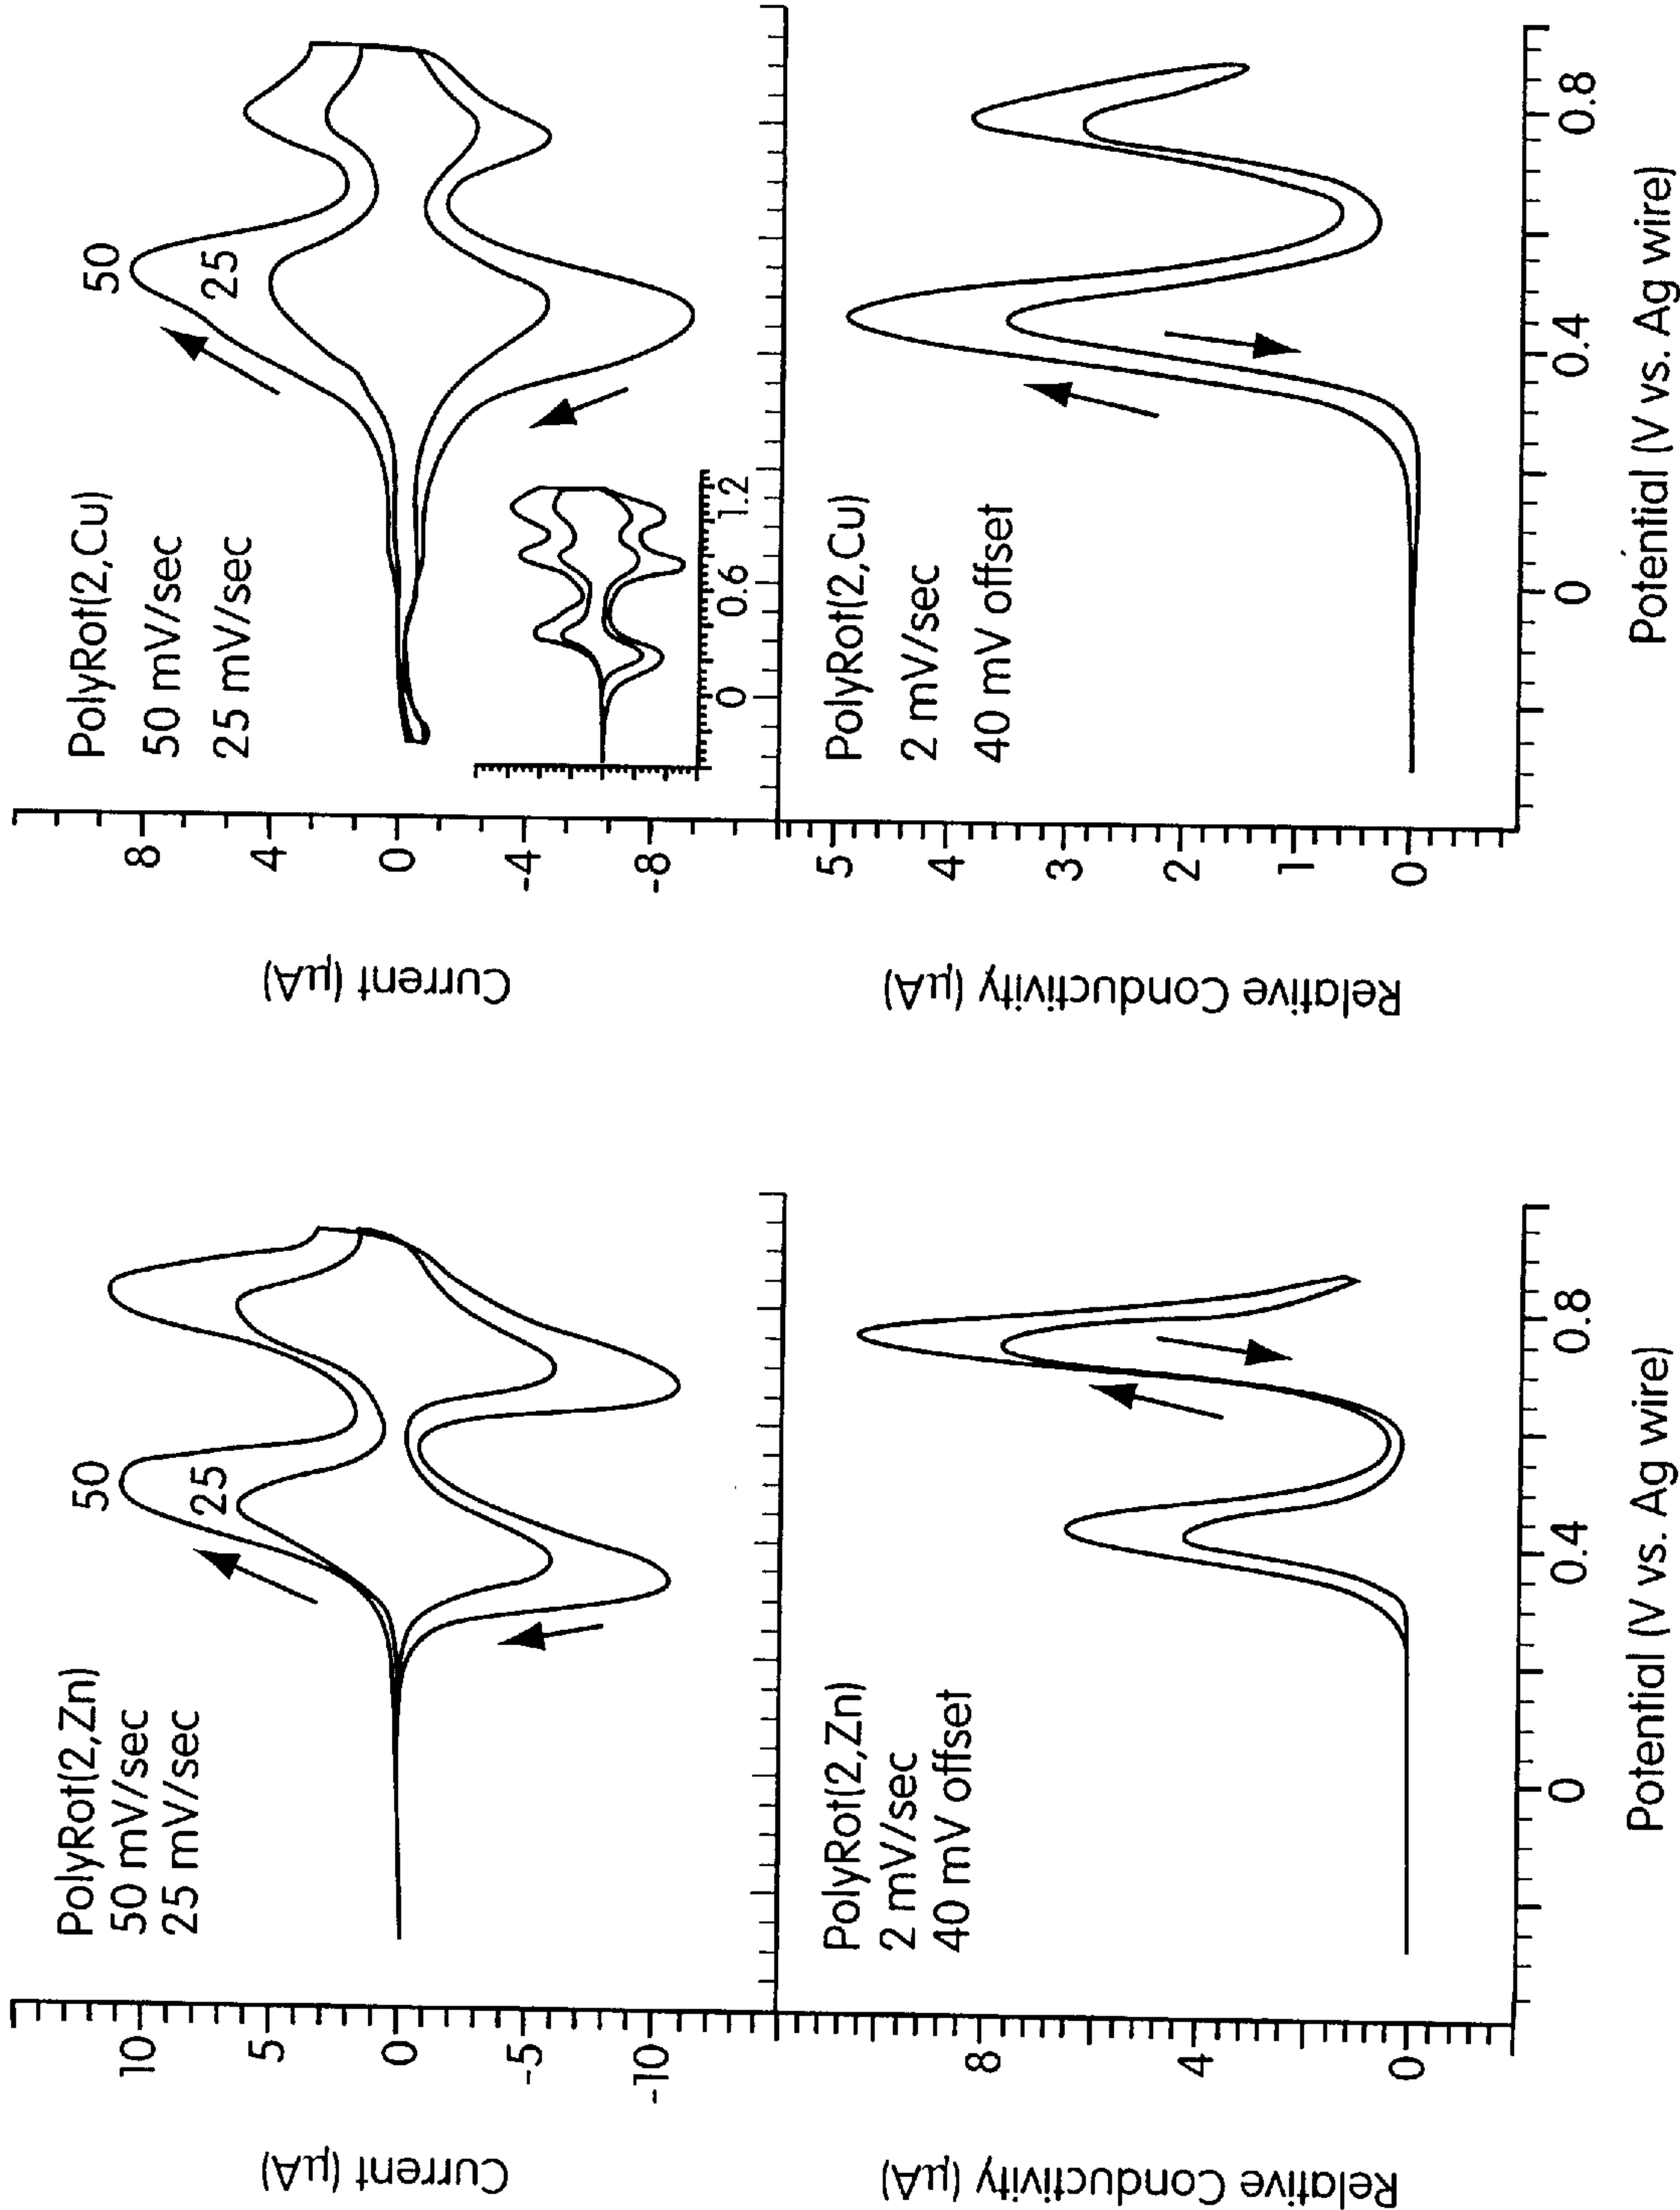 PolyRot(2,Zn)
50 mV/sec
25 mV/sec
50
25
10
5
0
-5
-10
Current (µA)
PolyRot(2,Zn)
2 mV/sec
40 mV offset
8
4
0
Relative Conductivity (µA)
0
0.4
0.8
Potential (V vs. Ag wire)
PolyRot(2,Cu)
50 mV/sec
25 mV/sec
50
25
8
4
0
-4
-8
Current (µA)
0
0.6
1.2
PolyRot(2,Cu)
2 mV/sec
40 mV offset
5
4
3
2
1
0
Relative Conductivity (µA)
0
0.4
0.8
Potential (V vs. Ag wire)